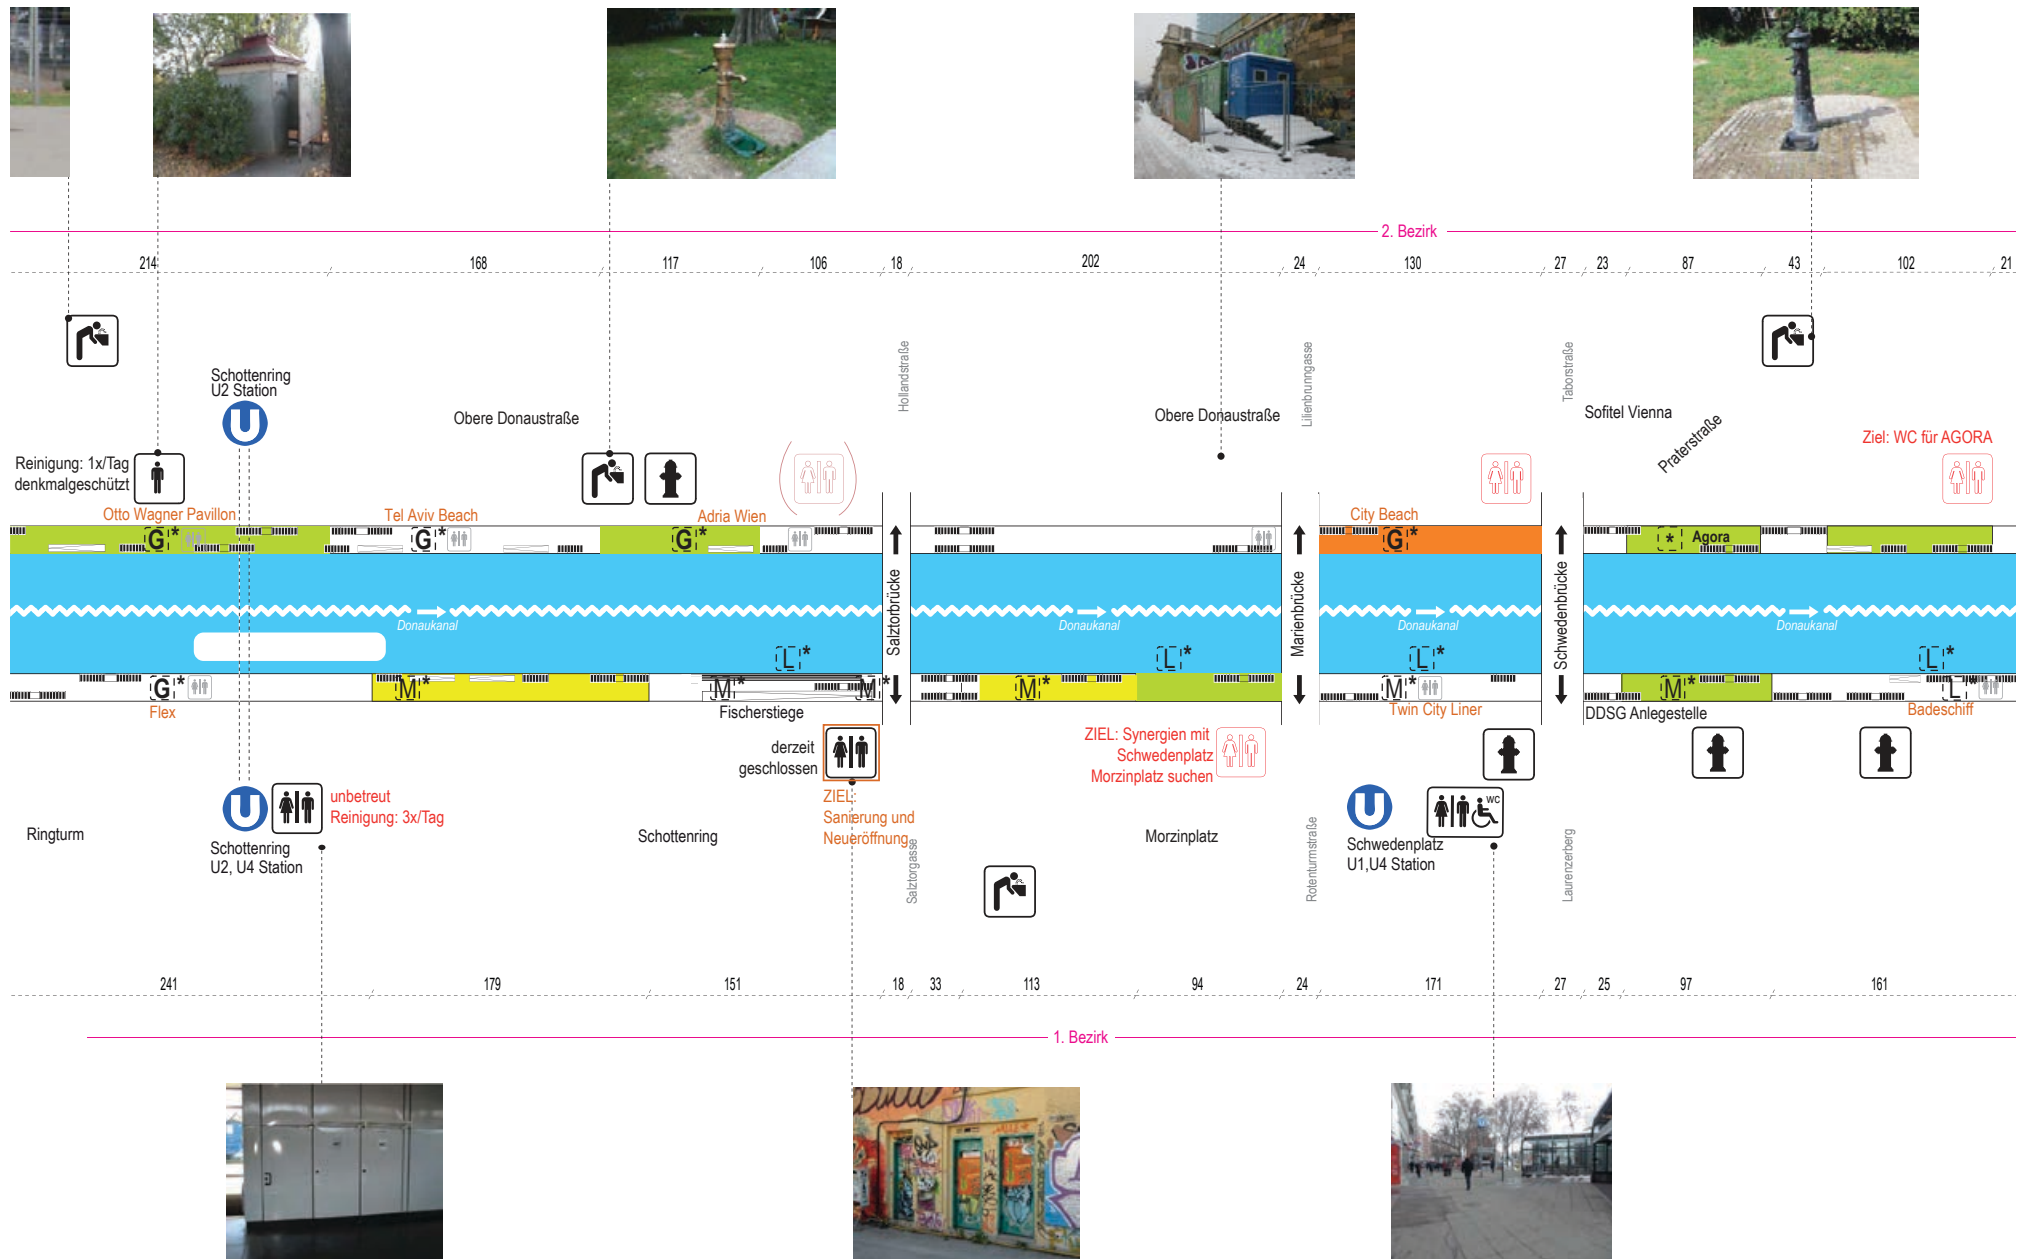 2. Bezirk
214 168 117 106 18 202 24 130 27 23 87 43 102 21
Hollandstraße
Lilienbrunngasse
Taborstraße
Schottenring
U2 Station
Obere Donaustraße
Obere Donaustraße
Sofitel Vienna
Praterstraße
Ziel: WC für AGORA
Reinigung: 1x/Tag
denkmalgeschützt
Otto Wagner Pavillon
Tel Aviv Beach
Adria Wien
City Beach
G*
G*
G*
G*
* Agora
Donaukanal
Donaukanal
Donaukanal
Donaukanal
Salztorbrücke
Marienbrücke
Schwedenbrücke
L*
L*
L*
L*
G*
M*
M*
M*
M*
M*
M*
L*
Flex
Fischerstiege
Twin City Liner
DDSG Anlegestelle
Badeschiff
derzeit
geschlossen
ZIEL: Synergien mit
Schwedenplatz
Morzinplatz suchen
unbetreut
Reinigung: 3x/Tag
ZIEL:
Sanierung und
Neueröffnung
WC
Ringturm
Schottenring
U2, U4 Station
Schottenring
Morzinplatz
Schwedenplatz
U1,U4 Station
Salztorgasse
Rotenturmstraße
Laurenzerberg
241 179 151 18 33 113 94 24 171 27 25 97 161
1. Bezirk